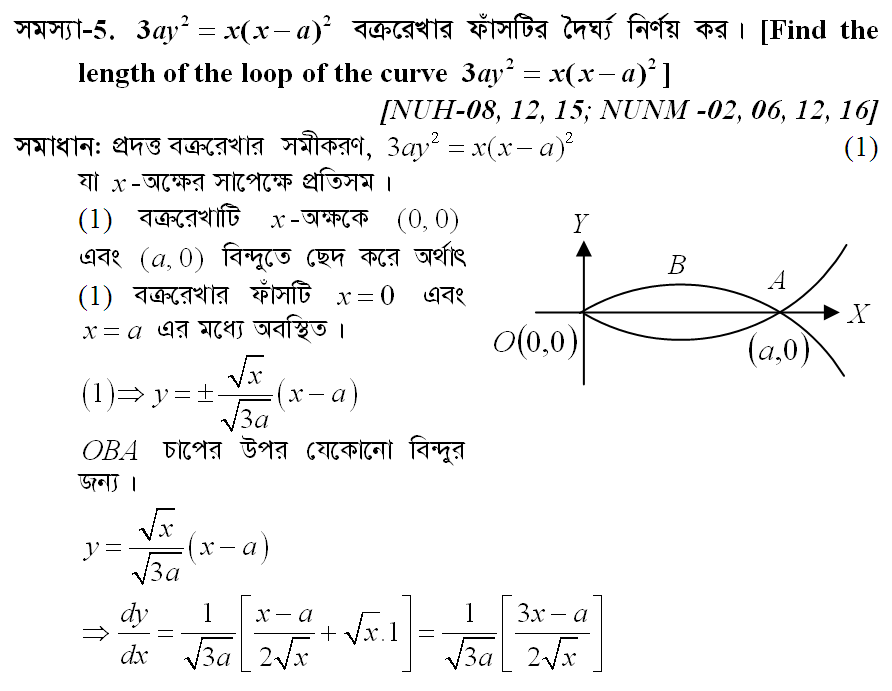 সমস্যা-5. 3ay² = x(x − a)² বক্ররেখার ফাঁসটির দৈর্ঘ্য নির্ণয় কর। [Find the
length of the loop of the curve 3ay² = x(x − a)² ]
[NUH-08, 12, 15; NUNM -02, 06, 12, 16]
সমাধান: প্রদত্ত বক্ররেখার সমীকরণ, 3ay² = x(x − a)² (1)
যা x -অক্ষের সাপেক্ষে প্রতিসম।
(1) বক্ররেখাটি x -অক্ষকে (0, 0)
এবং (a, 0) বিন্দুতে ছেদ করে অর্থাৎ
(1) বক্ররেখার ফাঁসটি x = 0 এবং
x = a এর মধ্যে অবস্থিত।
(1)⇒ y = ± √x/√3a (x − a)
OBA চাপের উপর যেকোনো বিন্দুর
জন্য।
y = √x/√3a (x − a)
⇒ dy/dx = 1/√3a [ (x − a)/2√x + √x.1 ] = 1/√3a [ (3x − a)/2√x ]
Y
B
A
X
O(0,0)
(a,0)